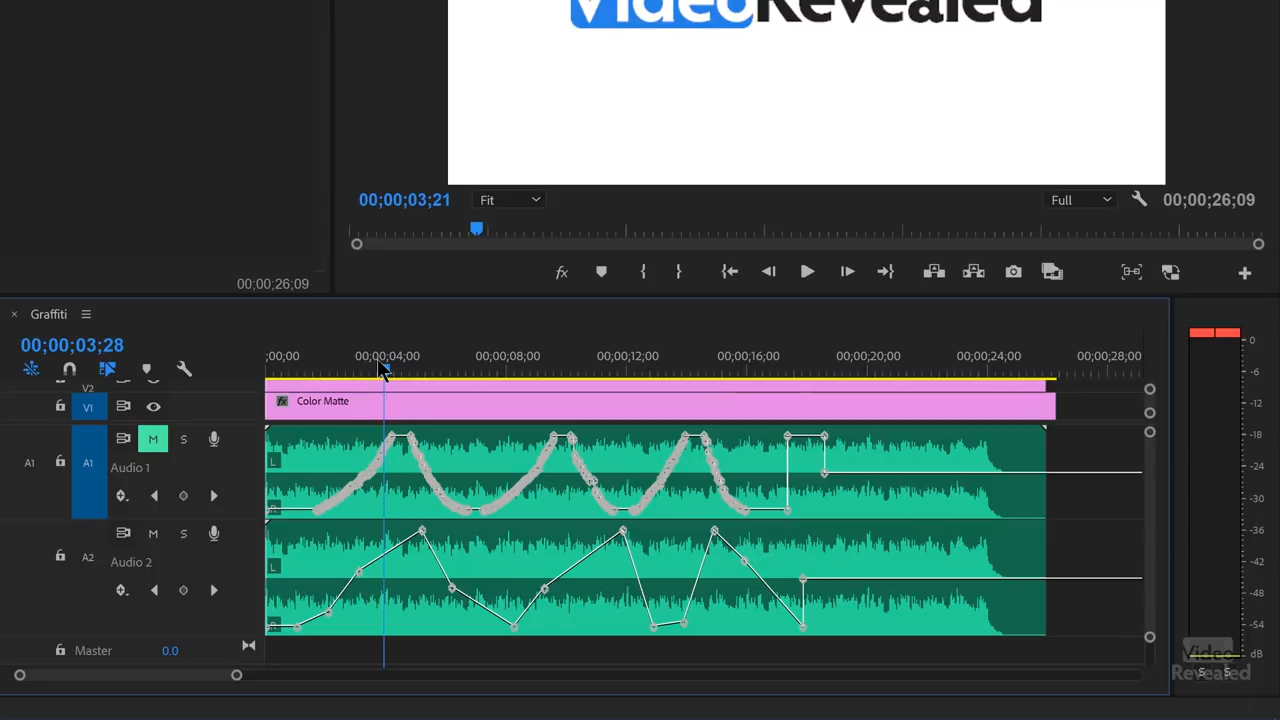 VideoRevealed
00;00;03;21 Fit Full 00;00;26;09
fx
00;00;26;09
× Graffiti
00;00;03;28
;00;00 00;00;04;00 00;00;08;00 00;00;12;00 00;00;16;00 00;00;20;00 00;00;24;00 00;00;28;00
V2
V1 fx Color Matte
A1 A1 M S
Audio 1
L
R
A2 M S
Audio 2
L
R
Master 0.0
0
-6
-12
-18
-24
-30
-36
-42
-48
-54
dB
S S
Video
Revealed